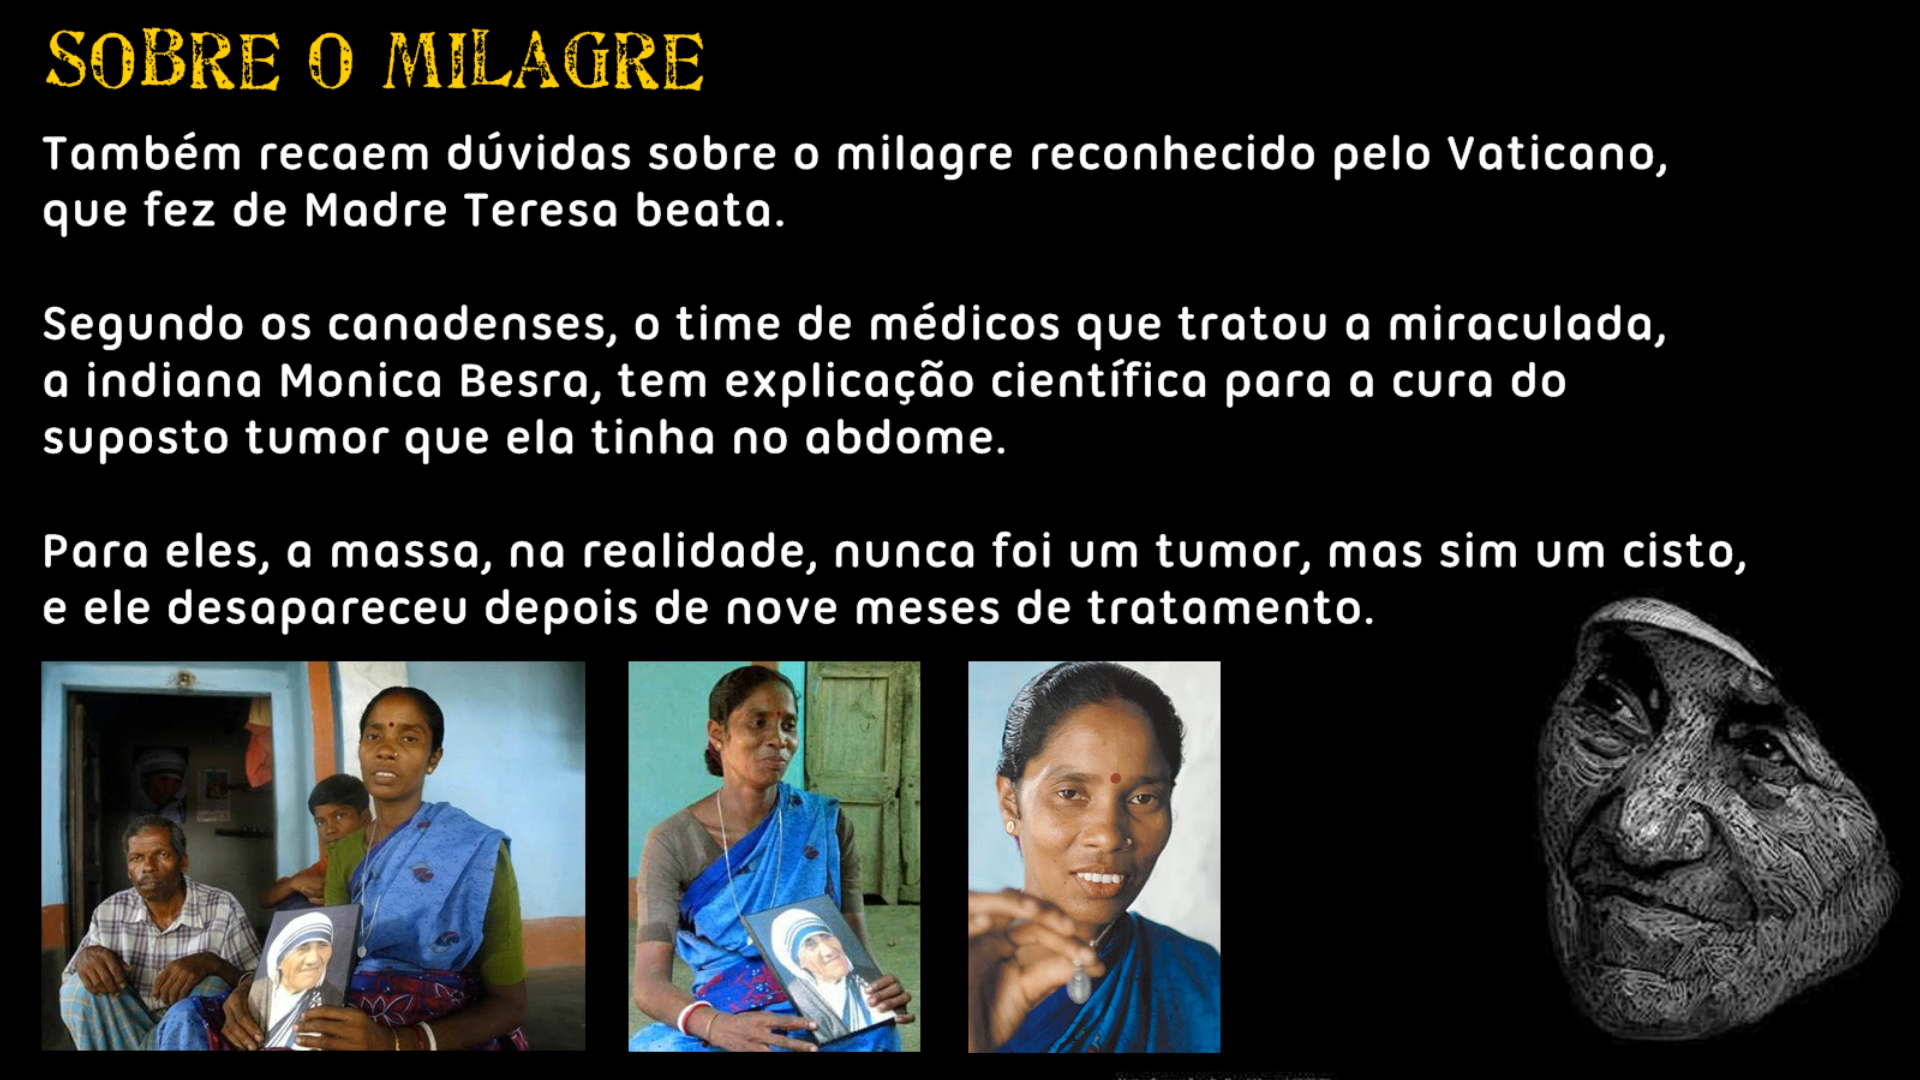 SOBRE O MILAGRE
Também recaem dúvidas sobre o milagre reconhecido pelo Vaticano,
que fez de Madre Teresa beata.
Segundo os canadenses, o time de médicos que tratou a miraculada,
a indiana Monica Besra, tem explicação científica para a cura do
suposto tumor que ela tinha no abdome.
Para eles, a massa, na realidade, nunca foi um tumor, mas sim um cisto,
e ele desapareceu depois de nove meses de tratamento.